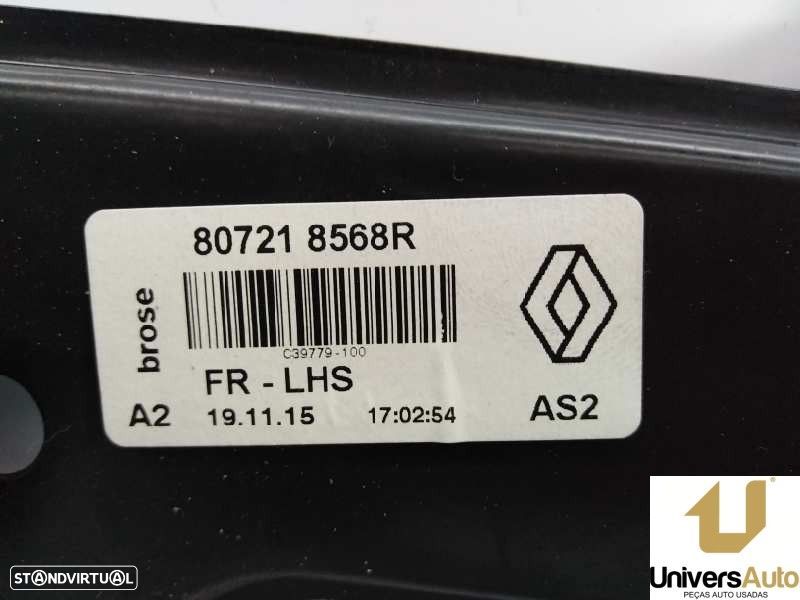 80721 8568R
brose
C39779-100
FR - LHS
A2
19.11.15
17:02:54
AS2
STANDVIRTUAL
UniversAuto
PEÇAS AUTO USADAS